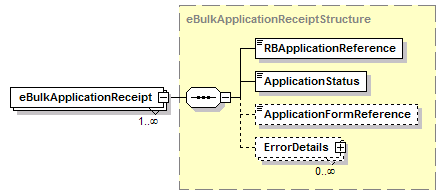 eBulkApplicationReceiptStructure
RBApplicationReference
ApplicationStatus
eBulkApplicationReceipt
1..∞
ApplicationFormReference
ErrorDetails
0..∞